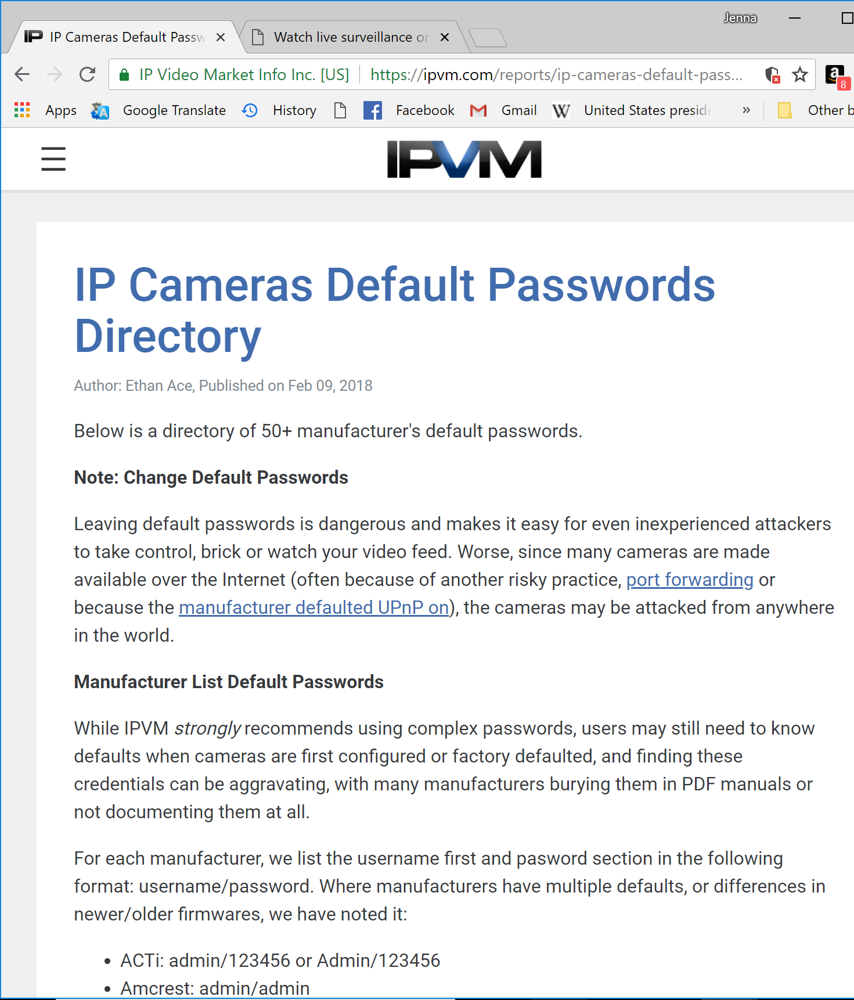 Jenna
IP IP Cameras Default Passw
Watch live surveillance or
IP Video Market Info Inc. [US] https://ipvm.com/reports/ip-cameras-default-pass...
a
8
Apps Google Translate History Facebook Gmail W United States preside » Other b
IPVM
IP Cameras Default Passwords
Directory
Author: Ethan Ace, Published on Feb 09, 2018
Below is a directory of 50+ manufacturer's default passwords.
Note: Change Default Passwords
Leaving default passwords is dangerous and makes it easy for even inexperienced attackers
to take control, brick or watch your video feed. Worse, since many cameras are made
available over the Internet (often because of another risky practice, port forwarding or
because the manufacturer defaulted UPnP on), the cameras may be attacked from anywhere
in the world.
Manufacturer List Default Passwords
While IPVM strongly recommends using complex passwords, users may still need to know
defaults when cameras are first configured or factory defaulted, and finding these
credentials can be aggravating, with many manufacturers burying them in PDF manuals or
not documenting them at all.
For each manufacturer, we list the username first and pasword section in the following
format: username/password. Where manufacturers have multiple defaults, or differences in
newer/older firmwares, we have noted it:
• ACTi: admin/123456 or Admin/123456
• Amcrest: admin/admin